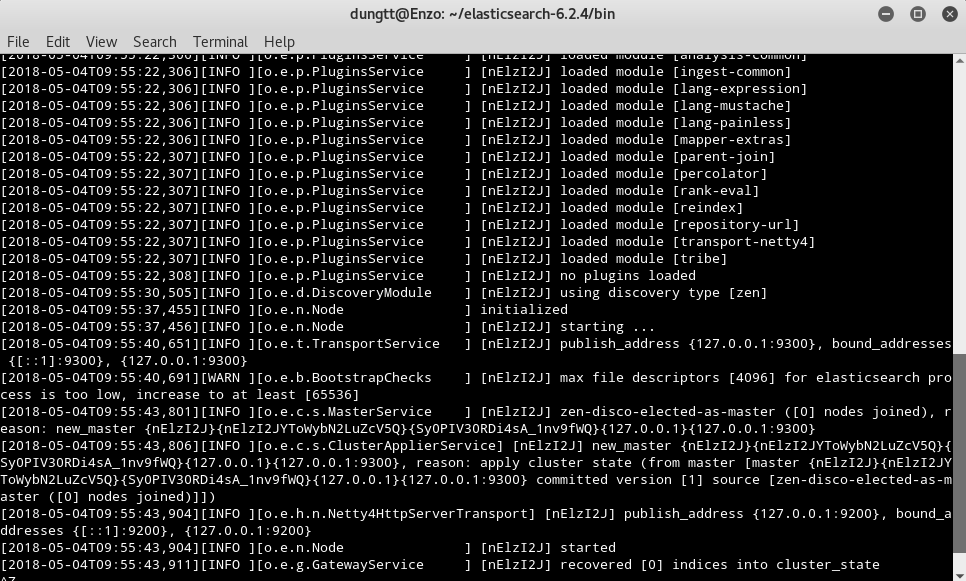 dungtt@Enzo: ~/elasticsearch-6.2.4/bin
File Edit View Search Terminal Help
[2018-05-04T09:55:22,306][INFO ][o.e.p.PluginsService     ] [nElzI2J] loaded module [analysis-common]
[2018-05-04T09:55:22,306][INFO ][o.e.p.PluginsService     ] [nElzI2J] loaded module [ingest-common]
[2018-05-04T09:55:22,306][INFO ][o.e.p.PluginsService     ] [nElzI2J] loaded module [lang-expression]
[2018-05-04T09:55:22,306][INFO ][o.e.p.PluginsService     ] [nElzI2J] loaded module [lang-mustache]
[2018-05-04T09:55:22,306][INFO ][o.e.p.PluginsService     ] [nElzI2J] loaded module [lang-painless]
[2018-05-04T09:55:22,306][INFO ][o.e.p.PluginsService     ] [nElzI2J] loaded module [mapper-extras]
[2018-05-04T09:55:22,307][INFO ][o.e.p.PluginsService     ] [nElzI2J] loaded module [parent-join]
[2018-05-04T09:55:22,307][INFO ][o.e.p.PluginsService     ] [nElzI2J] loaded module [percolator]
[2018-05-04T09:55:22,307][INFO ][o.e.p.PluginsService     ] [nElzI2J] loaded module [rank-eval]
[2018-05-04T09:55:22,307][INFO ][o.e.p.PluginsService     ] [nElzI2J] loaded module [reindex]
[2018-05-04T09:55:22,307][INFO ][o.e.p.PluginsService     ] [nElzI2J] loaded module [repository-url]
[2018-05-04T09:55:22,307][INFO ][o.e.p.PluginsService     ] [nElzI2J] loaded module [transport-netty4]
[2018-05-04T09:55:22,307][INFO ][o.e.p.PluginsService     ] [nElzI2J] loaded module [tribe]
[2018-05-04T09:55:22,308][INFO ][o.e.p.PluginsService     ] [nElzI2J] no plugins loaded
[2018-05-04T09:55:30,505][INFO ][o.e.d.DiscoveryModule    ] [nElzI2J] using discovery type [zen]
[2018-05-04T09:55:37,455][INFO ][o.e.n.Node               ] initialized
[2018-05-04T09:55:37,456][INFO ][o.e.n.Node               ] [nElzI2J] starting ...
[2018-05-04T09:55:40,651][INFO ][o.e.t.TransportService   ] [nElzI2J] publish_address {127.0.0.1:9300}, bound_addresses
{[::1]:9300}, {127.0.0.1:9300}
[2018-05-04T09:55:40,691][WARN ][o.e.b.BootstrapChecks    ] [nElzI2J] max file descriptors [4096] for elasticsearch pro
cess is too low, increase to at least [65536]
[2018-05-04T09:55:43,801][INFO ][o.e.c.s.MasterService    ] [nElzI2J] zen-disco-elected-as-master ([0] nodes joined), r
eason: new_master {nElzI2J}{nElzI2JYToWybN2LuZcV5Q}{SyOPIV3ORDi4sA_1nv9fWQ}{127.0.0.1}{127.0.0.1:9300}
[2018-05-04T09:55:43,806][INFO ][o.e.c.s.ClusterApplierService] [nElzI2J] new_master {nElzI2J}{nElzI2JYToWybN2LuZcV5Q}{
SyOPIV3ORDi4sA_1nv9fWQ}{127.0.0.1}{127.0.0.1:9300}, reason: apply cluster state (from master [master {nElzI2J}{nElzI2JY
ToWybN2LuZcV5Q}{SyOPIV3ORDi4sA_1nv9fWQ}{127.0.0.1}{127.0.0.1:9300} committed version [1] source [zen-disco-elected-as-m
aster ([0] nodes joined)]])
[2018-05-04T09:55:43,904][INFO ][o.e.h.n.Netty4HttpServerTransport] [nElzI2J] publish_address {127.0.0.1:9200}, bound_a
ddresses {[::1]:9200}, {127.0.0.1:9200}
[2018-05-04T09:55:43,904][INFO ][o.e.n.Node               ] [nElzI2J] started
[2018-05-04T09:55:43,911][INFO ][o.e.g.GatewayService     ] [nElzI2J] recovered [0] indices into cluster_state
^Z